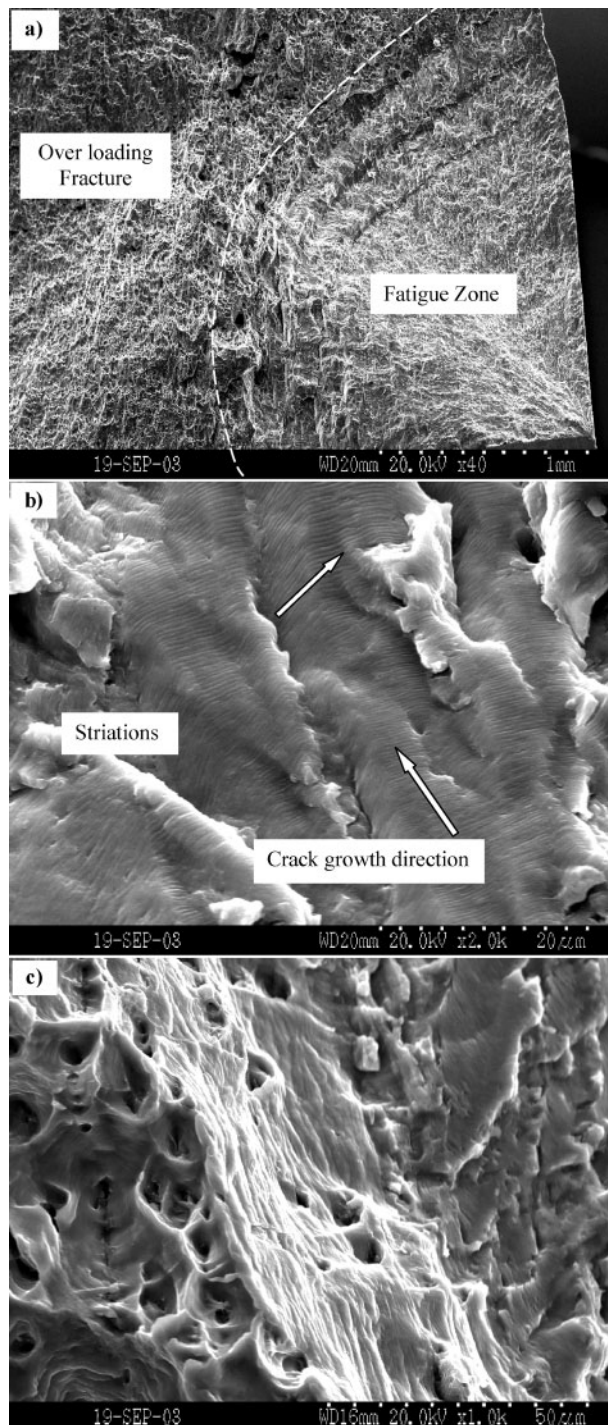 a)
Over loading
Fracture
Fatigue Zone
19-SEP-03 WD20mm 20.0kV x40 1mm
b)
Striations
Crack growth direction
19-SEP-03 WD20mm 20.0kV x2.0k 20μm
c)
19-SEP-03 WD16mm 20.0kV x1.0k 50μm